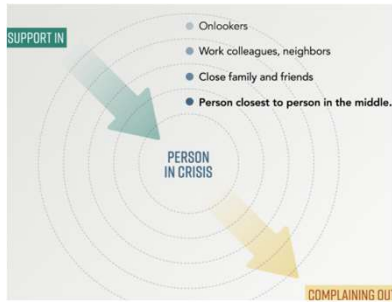 SUPPORT IN
Onlookers
Work colleagues, neighbors
Close family and friends
Person closest to person in the middle.
PERSON
IN CRISIS
COMPLAINING OUT